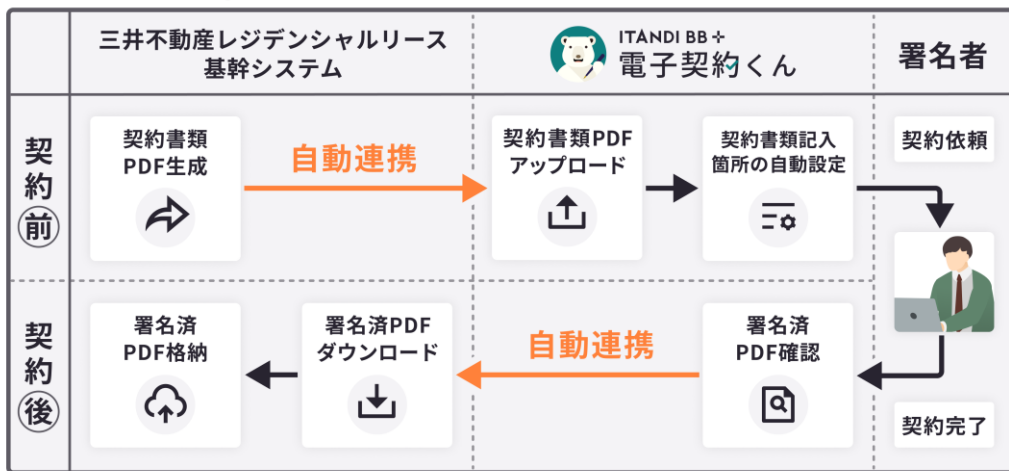 三井不動産レジデンシャルリース
基幹システム
ITANDI BB +
電子契約くん
署名者
契約前
契約書類
PDF生成
自動連携
契約書類PDF
アップロード
契約書類記入
箇所の自動設定
契約依頼
契約後
署名済
PDF格納
署名済PDF
ダウンロード
自動連携
署名済
PDF確認
契約完了